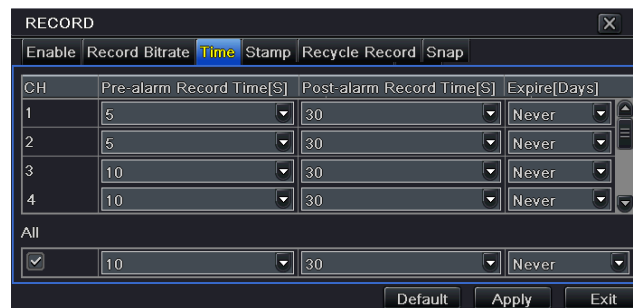 RECORD
Enable Record Bitrate Time Stamp Recycle Record Snap
CH Pre-alarm Record Time[S] Post-alarm Record Time[S] Expire[Days]
1 5 30 Never
2 5 30 Never
3 10 30 Never
4 10 30 Never
All
10 30 Never
Default Apply Exit